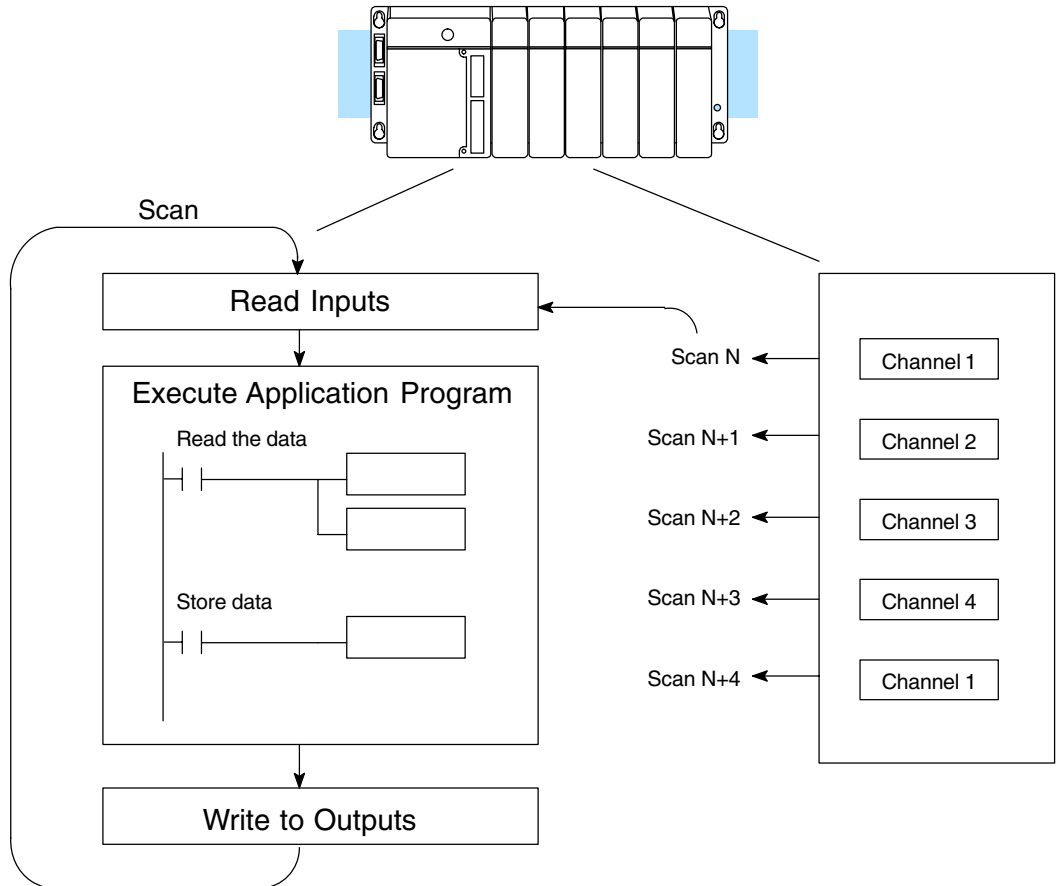 Scan
Read Inputs
Execute Application Program
Read the data
Store data
Write to Outputs
Scan N
Channel 1
Scan N+1
Channel 2
Scan N+2
Channel 3
Scan N+3
Channel 4
Scan N+4
Channel 1